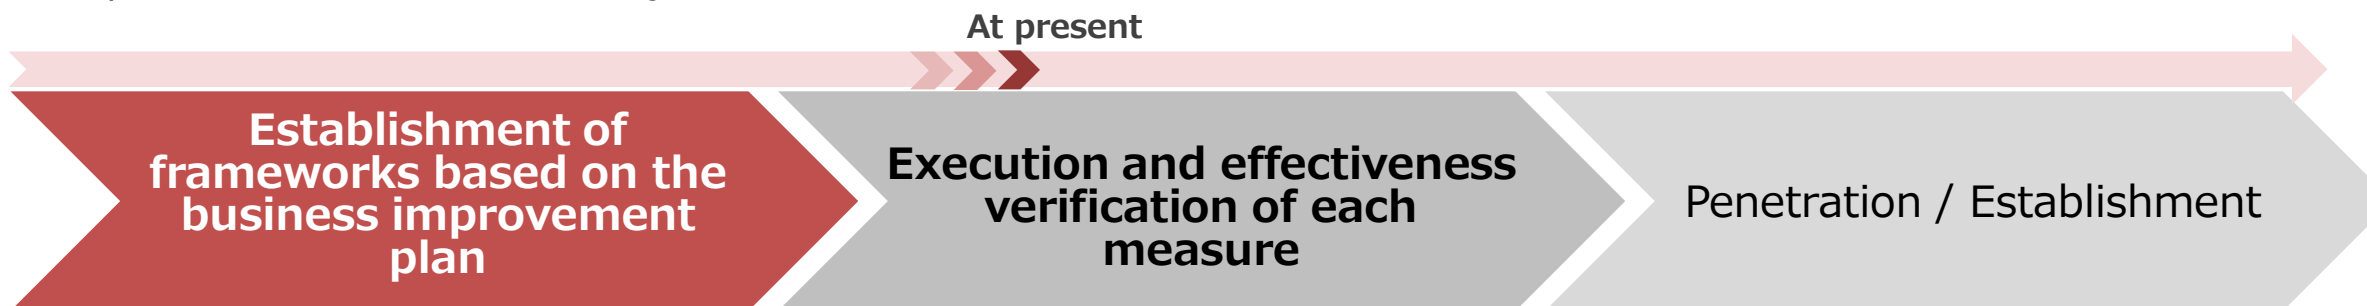 At present
Establishment of
frameworks based on the
business improvement
plan
Execution and effectiveness
verification of each
measure
Penetration / Establishment